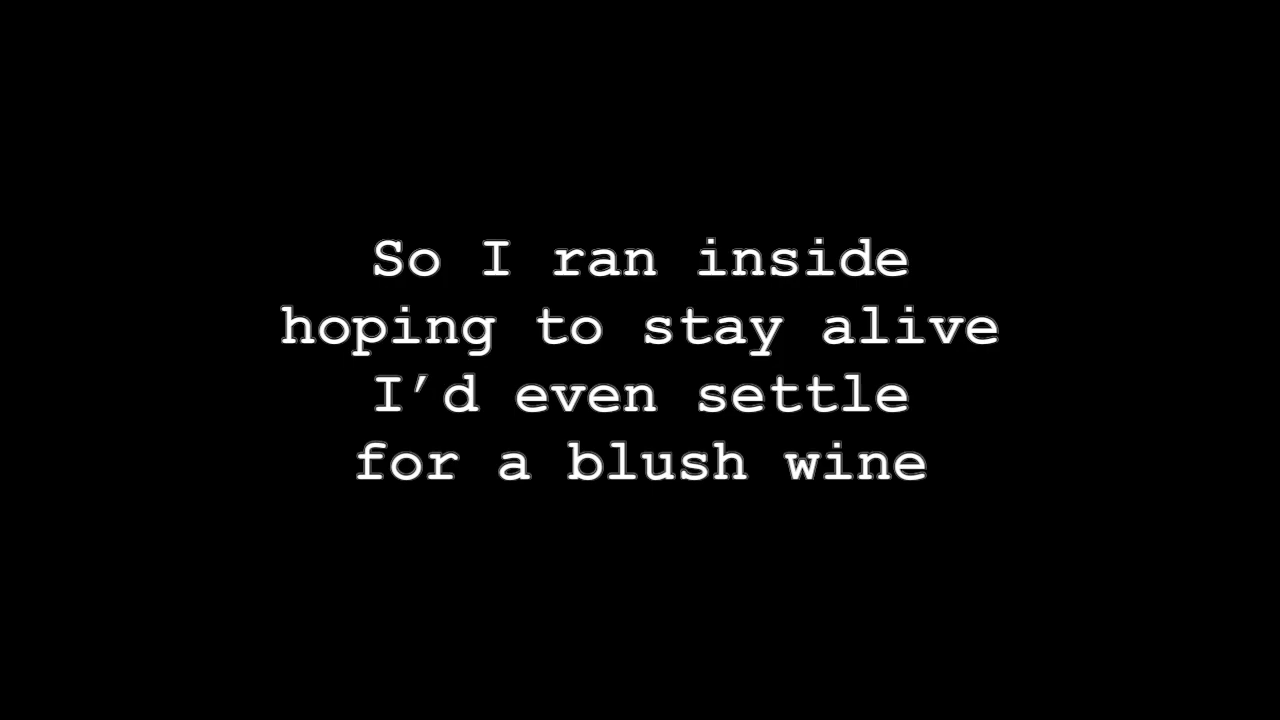 So I ran inside
hoping to stay alive
I’d even settle
for a blush wine